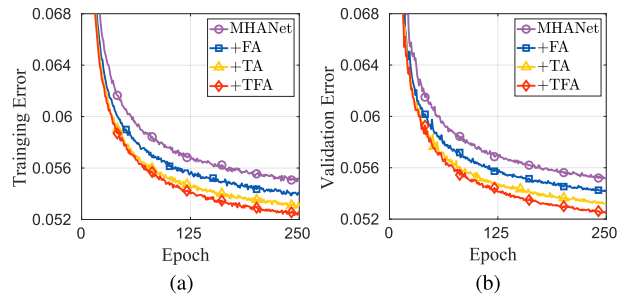 0.068
0.064
0.06
0.056
0.052
Trainging Error
MHANet
+FA
+TA
+TFA
0
125
250
Epoch
(a)
0.068
0.064
0.06
0.056
0.052
Validation Error
MHANet
+FA
+TA
+TFA
0
125
250
Epoch
(b)